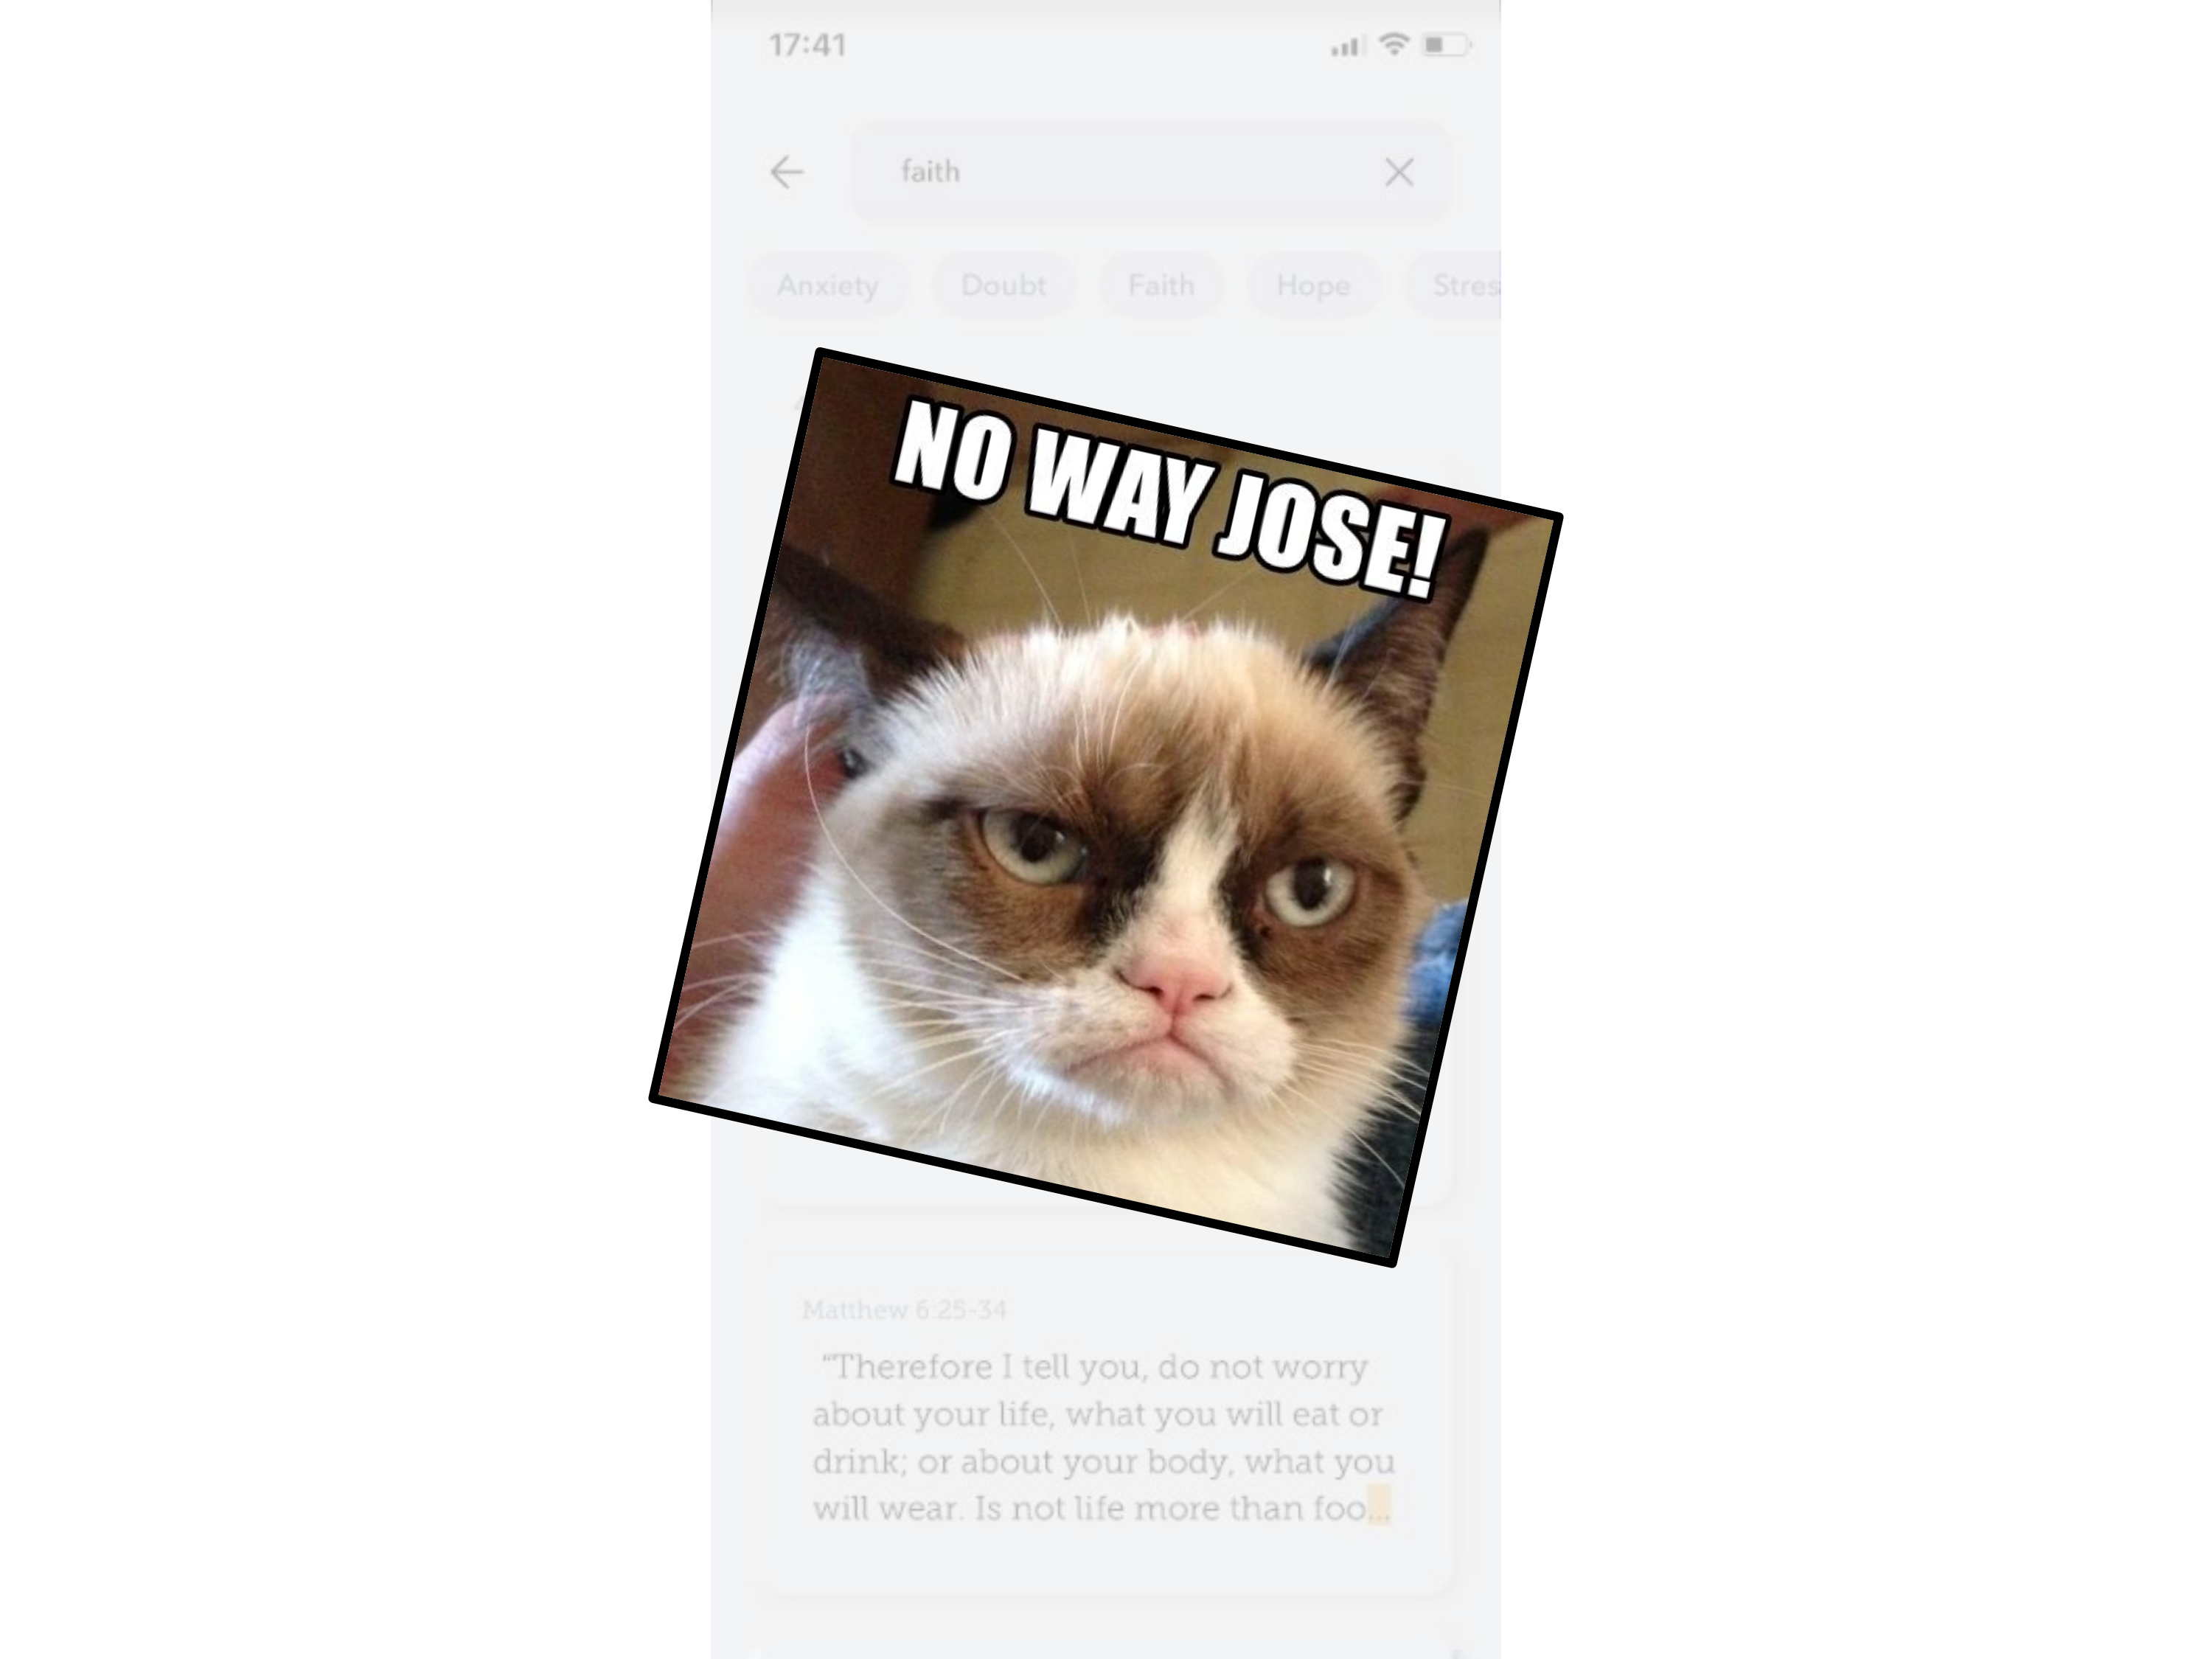 17:41
faith
Anxiety Doubt Faith Hope Stres
NO WAY JOSE!
Matthew 6:25-34
“Therefore I tell you, do not worry
about your life, what you will eat or
drink; or about your body, what you
will wear. Is not life more than foo...